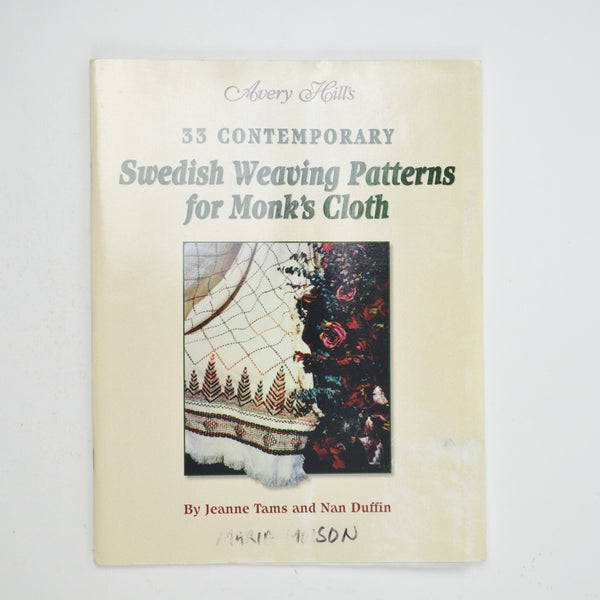 Avery Hill's
33 CONTEMPORARY
Swedish Weaving Patterns
for Monk's Cloth
By Jeanne Tams and Nan Duffin
MARIA